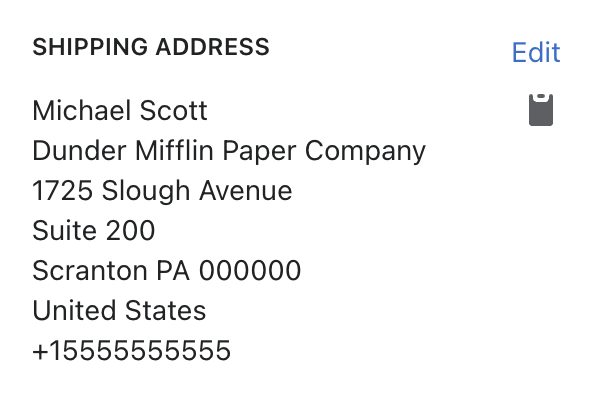 SHIPPING ADDRESS
Edit
Michael Scott
Dunder Mifflin Paper Company
1725 Slough Avenue
Suite 200
Scranton PA 000000
United States
+15555555555